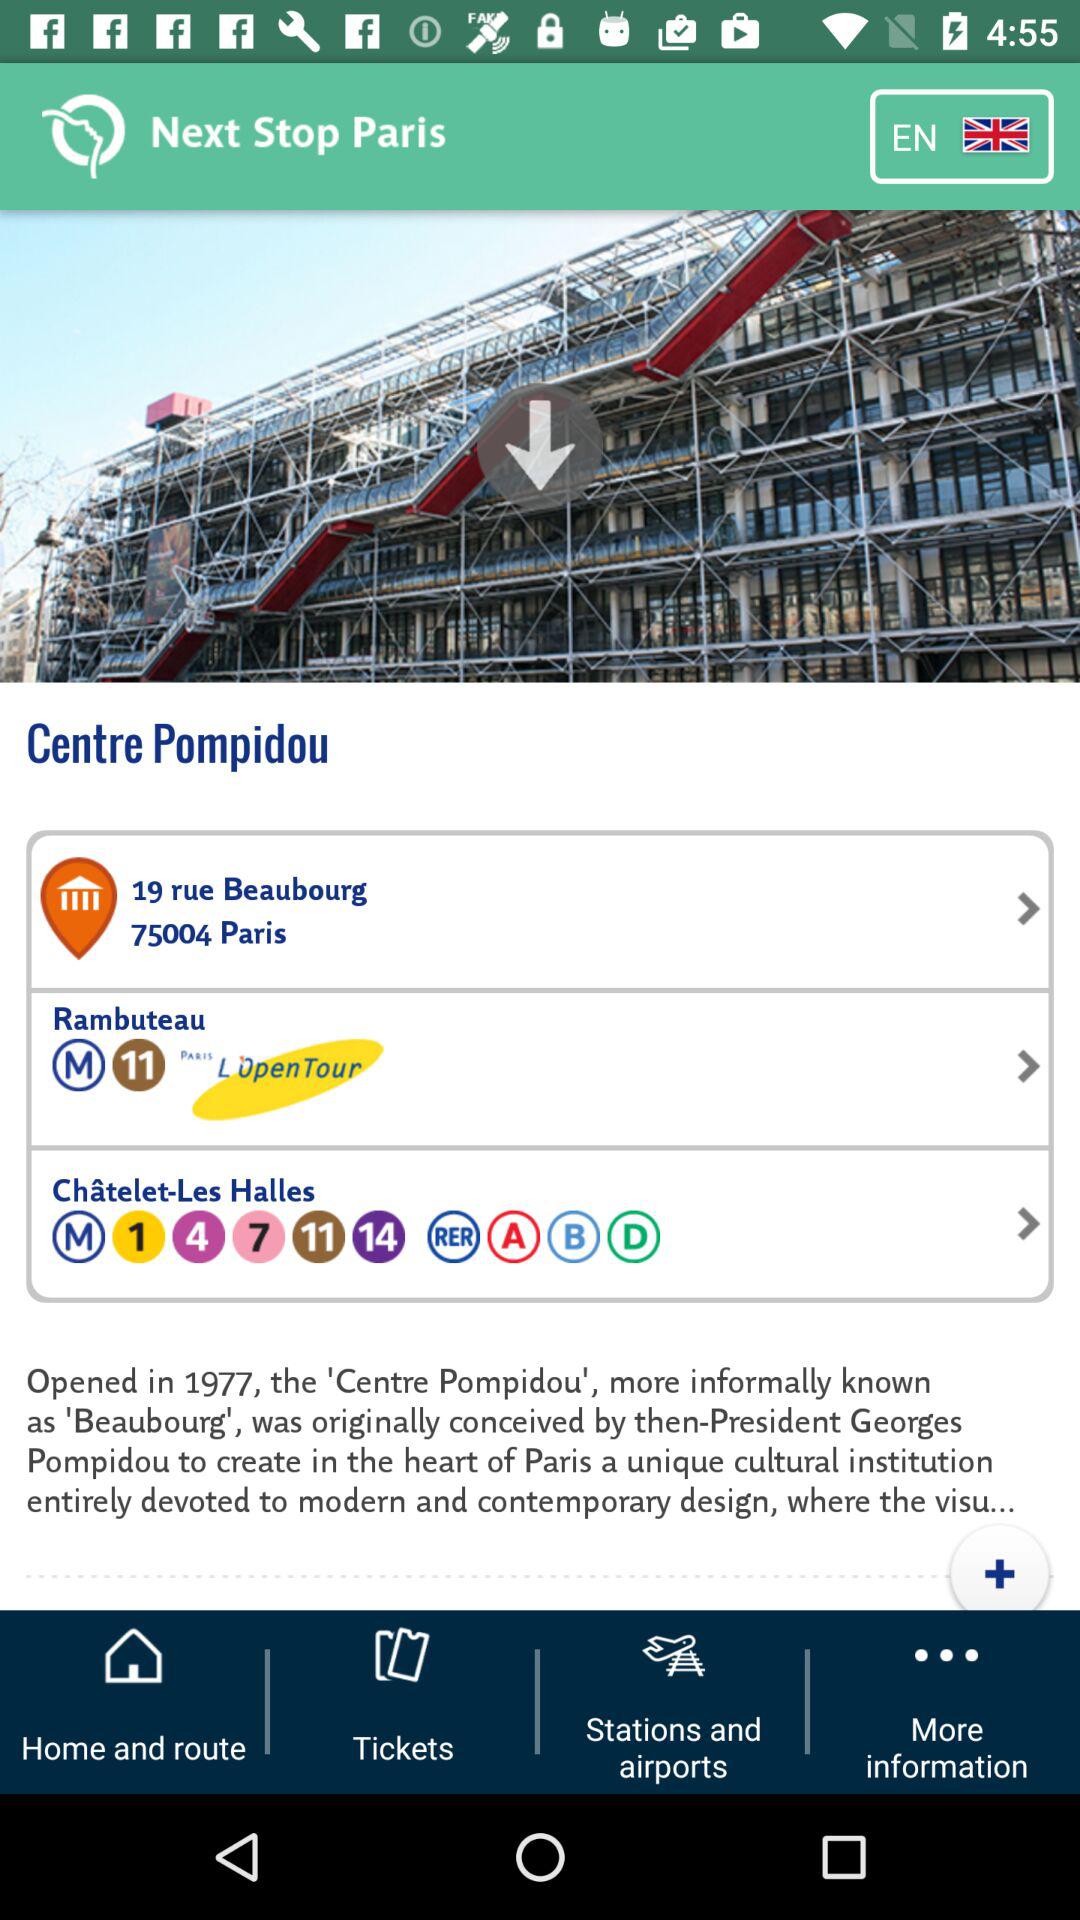 FAKE
4:55
Next Stop Paris
EN
Centre Pompidou
19 rue Beaubourg
75004 Paris
Rambuteau
M 11 PARIS L'OpenTour
Châtelet-Les Halles
M 1 4 7 11 14 RER A B D
Opened in 1977, the 'Centre Pompidou', more informally known
as 'Beaubourg', was originally conceived by then-President Georges
Pompidou to create in the heart of Paris a unique cultural institution
entirely devoted to modern and contemporary design, where the visu...
+
Home and route
Tickets
Stations and
airports
More
information